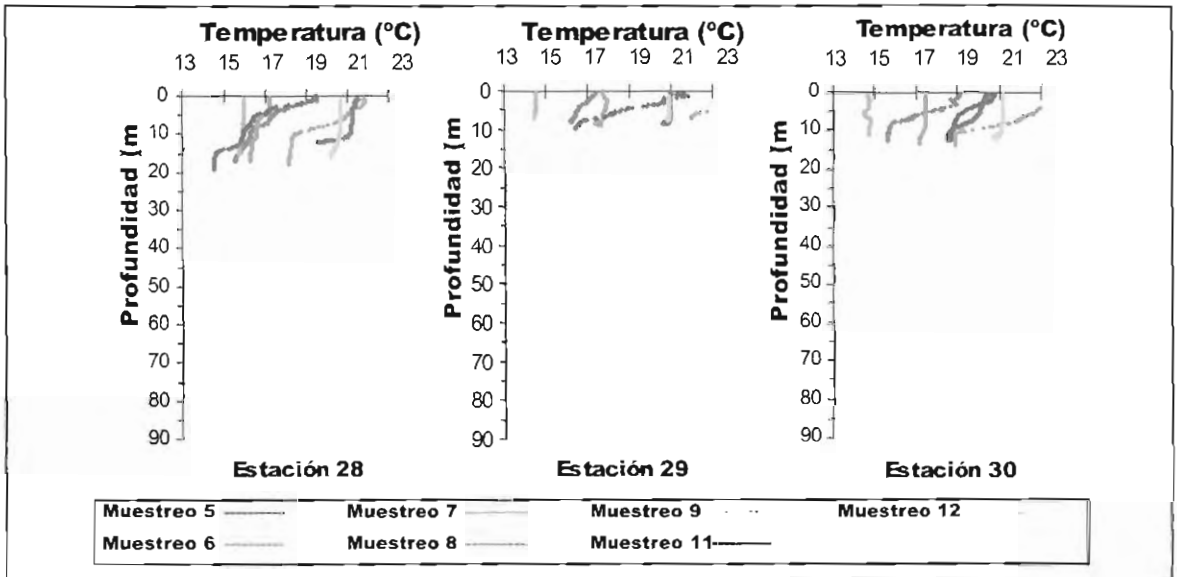 Temperatura (ºC)
13 15 17 19 21 23
Profundidad (m
0
10
20
30
40
50
60
70
80
90
Estación 28
Temperatura (ºC)
13 15 17 19 21 23
Profundidad (m
0
10
20
30
40
50
60
70
80
90
Estación 29
Temperatura (ºC)
13 15 17 19 21 23
Profundidad (m
0
10
20
30
40
50
60
70
80
90
Estación 30
Muestreo 5 Muestreo 7 Muestreo 9 Muestreo 12
Muestreo 6 Muestreo 8 Muestreo 11